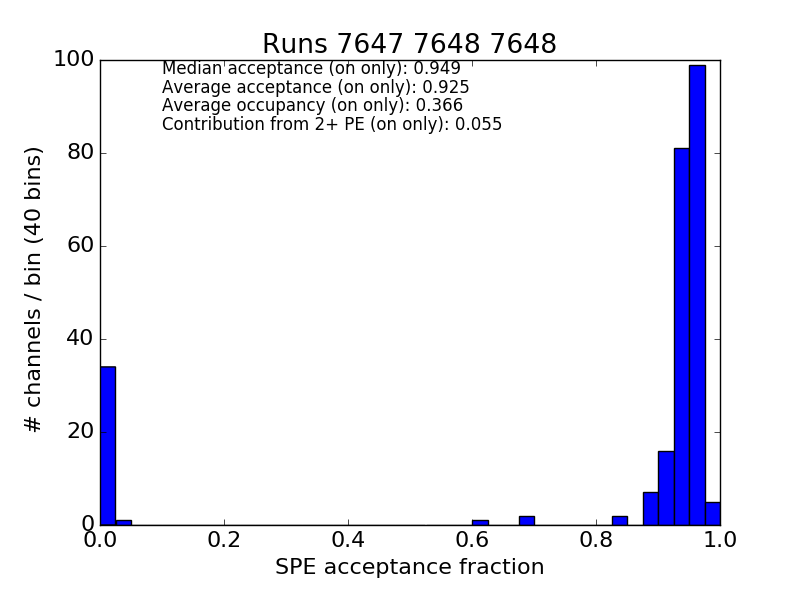 Runs 7647 7648 7648
Median acceptance (on only): 0.949
Average acceptance (on only): 0.925
Average occupancy (on only): 0.366
Contribution from 2+ PE (on only): 0.055
# channels / bin (40 bins)
100
80
60
40
20
0
0.0 0.2 0.4 0.6 0.8 1.0
SPE acceptance fraction